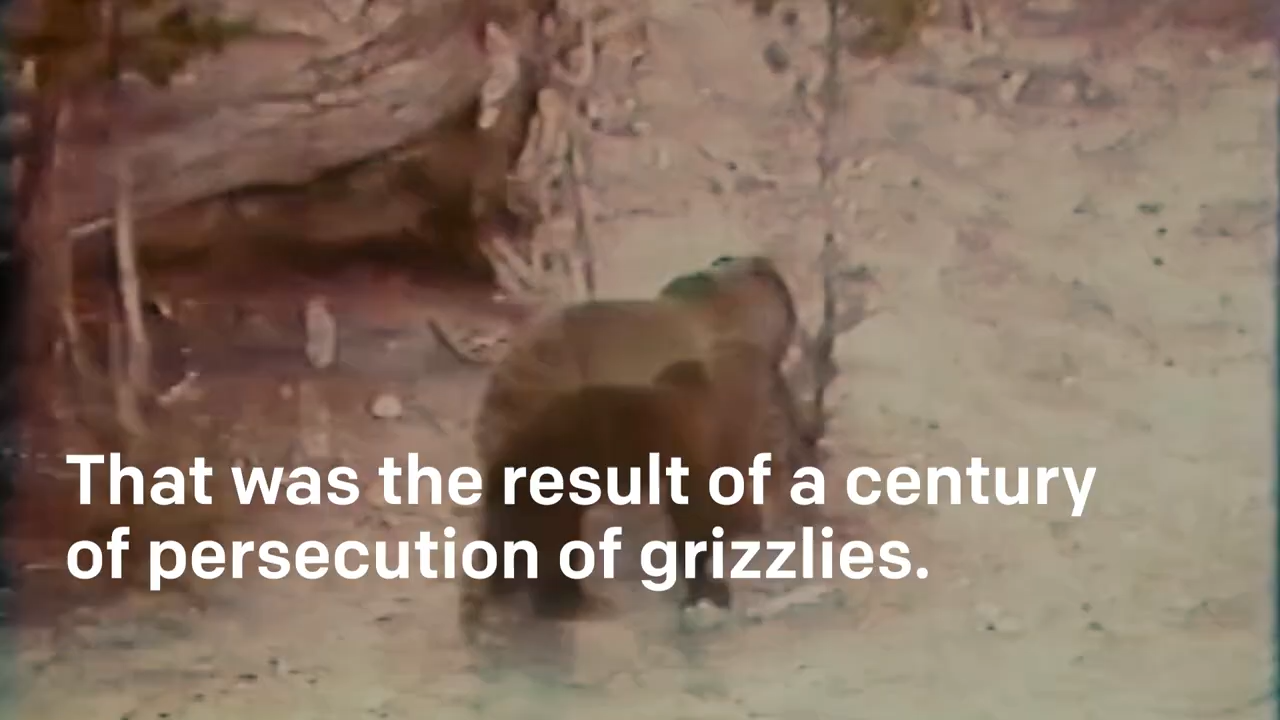 That was the result of a century
of persecution of grizzlies.